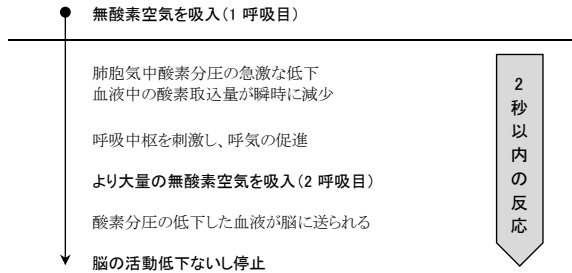 無酸素空気を吸入(1 呼吸目)
肺胞気中酸素分圧の急激な低下
血液中の酸素取込量が瞬時に減少
呼吸中枢を刺激し、呼気の促進
より大量の無酸素空気を吸入(2 呼吸目)
酸素分圧の低下した血液が脳に送られる
脳の活動低下ないし停止
2秒以内の反応